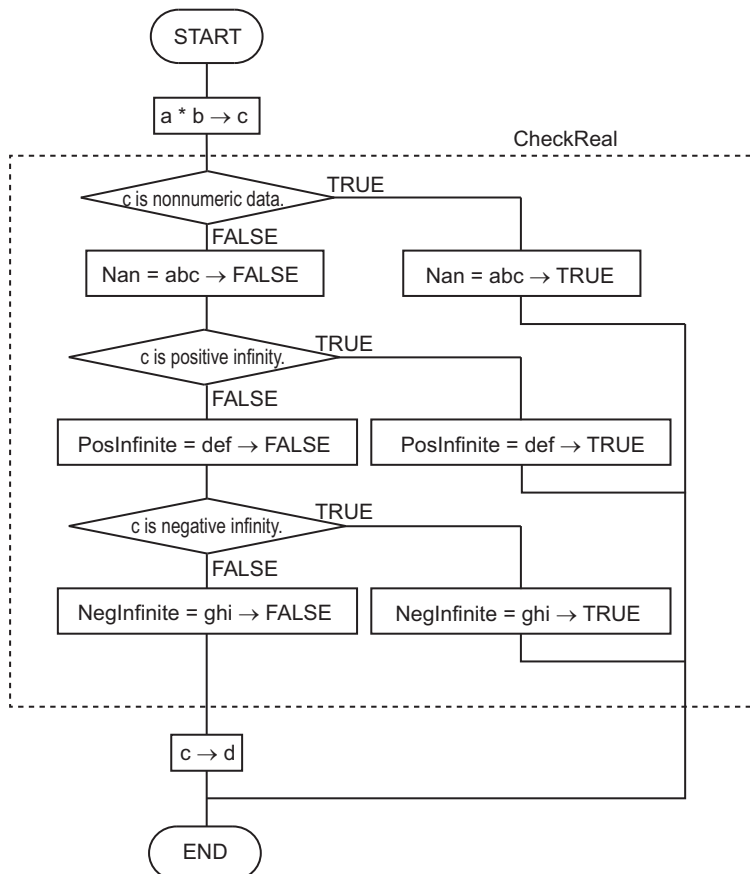 START
a * b → c
CheckReal
c is nonnumeric data.
TRUE
FALSE
Nan = abc → FALSE
Nan = abc → TRUE
c is positive infinity.
TRUE
FALSE
PosInfinite = def → FALSE
PosInfinite = def → TRUE
c is negative infinity.
TRUE
FALSE
NegInfinite = ghi → FALSE
NegInfinite = ghi → TRUE
c → d
END